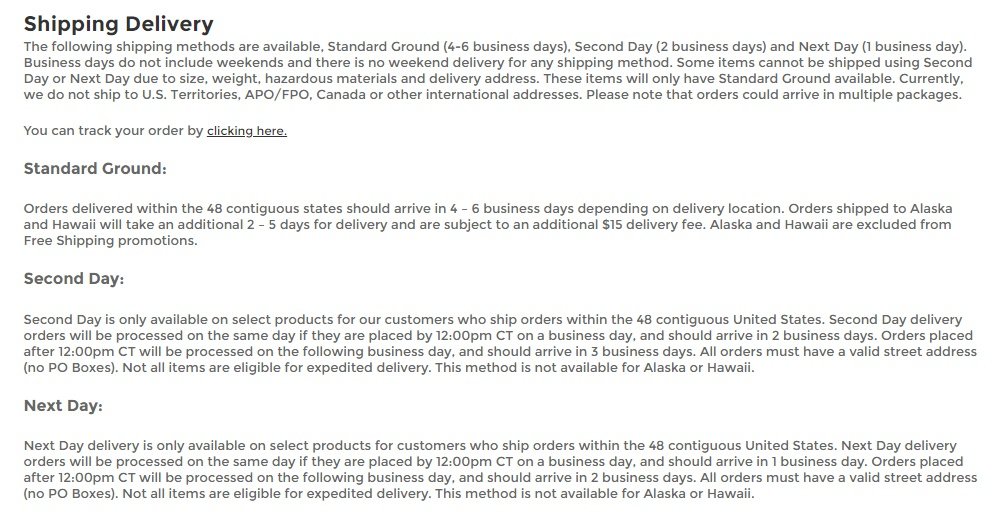 Shipping Delivery
The following shipping methods are available, Standard Ground (4-6 business days), Second Day (2 business days) and Next Day (1 business day).
Business days do not include weekends and there is no weekend delivery for any shipping method. Some items cannot be shipped using Second
Day or Next Day due to size, weight, hazardous materials and delivery address. These items will only have Standard Ground available. Currently,
we do not ship to U.S. Territories, APO/FPO, Canada or other international addresses. Please note that orders could arrive in multiple packages.
You can track your order by clicking here.
Standard Ground:
Orders delivered within the 48 contiguous states should arrive in 4 – 6 business days depending on delivery location. Orders shipped to Alaska
and Hawaii will take an additional 2 – 5 days for delivery and are subject to an additional $15 delivery fee. Alaska and Hawaii are excluded from
Free Shipping promotions.
Second Day:
Second Day is only available on select products for our customers who ship orders within the 48 contiguous United States. Second Day delivery
orders will be processed on the same day if they are placed by 12:00pm CT on a business day, and should arrive in 2 business days. Orders placed
after 12:00pm CT will be processed on the following business day, and should arrive in 3 business days. All orders must have a valid street address
(no PO Boxes). Not all items are eligible for expedited delivery. This method is not available for Alaska or Hawaii.
Next Day:
Next Day delivery is only available on select products for customers who ship orders within the 48 contiguous United States. Next Day delivery
orders will be processed on the same day if they are placed by 12:00pm CT on a business day, and should arrive in 1 business day. Orders placed
after 12:00pm CT will be processed on the following business day, and should arrive in 2 business days. All orders must have a valid street address
(no PO Boxes). Not all items are eligible for expedited delivery. This method is not available for Alaska or Hawaii.